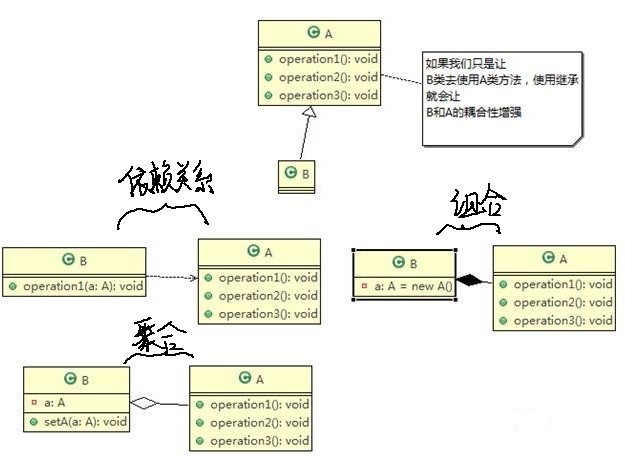 C A
operation1(): void
operation2(): void
operation3(): void
如果我们只是让
B类去使用A类方法，使用继承
就会让
B和A的耦合性增强
C B
依赖关系
组合
C B
operation1(a: A): void
C A
operation1(): void
operation2(): void
operation3(): void
C B
a: A = new A()
C A
operation1(): void
operation2(): void
operation3(): void
聚合
C B
a: A
setA(a: A): void
C A
operation1(): void
operation2(): void
operation3(): void